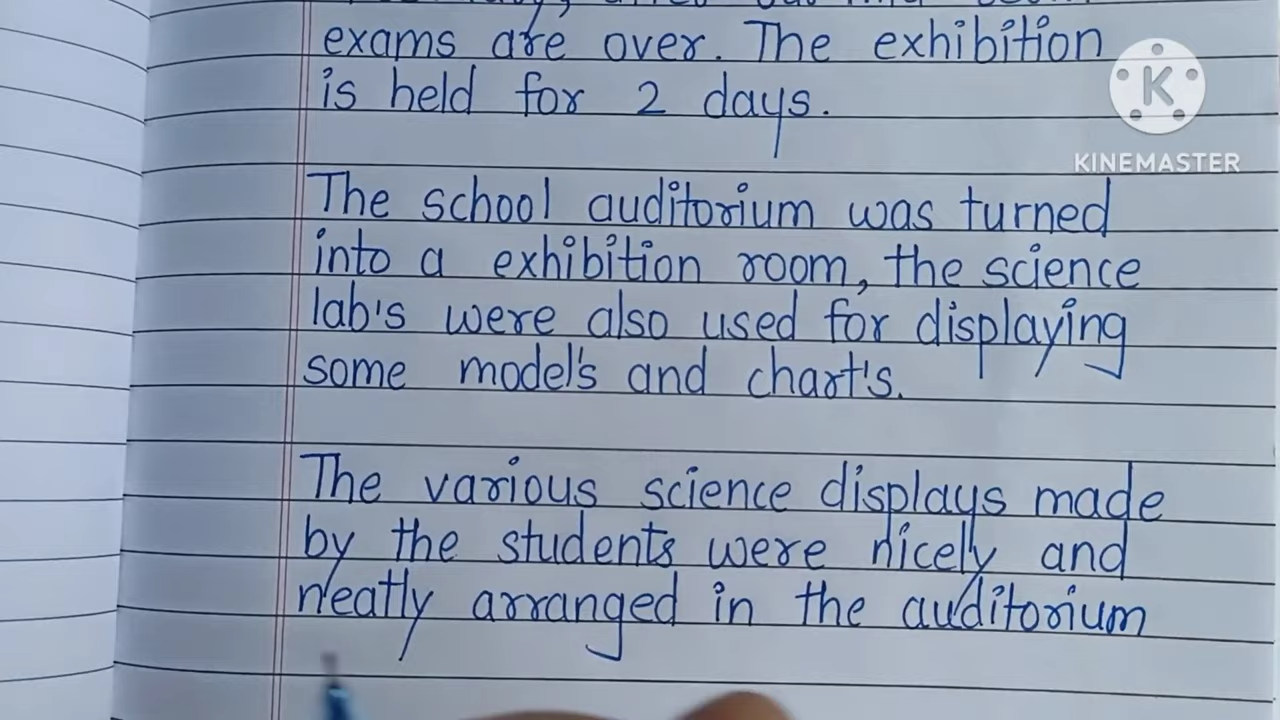 exams are over. The exhibition
is held for 2 days.
K
KINEMASTER
The school auditorium was turned
into a exhibition room, the science
lab's were also used for displaying
some model's and chart's.
The various science displays made
by the students were nicely and
neatly arranged in the auditorium